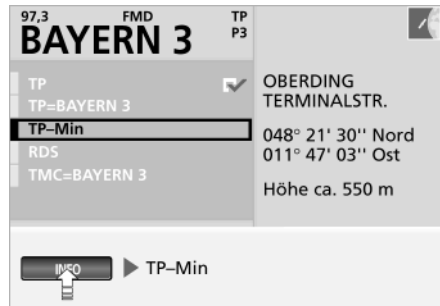 97,3 FMD TP
BAYERN 3 P3
TP
TP=BAYERN 3
TP–Min
RDS
TMC=BAYERN 3
OBERDING
TERMINALSTR.
048° 21' 30'' Nord
011° 47' 03'' Ost
Höhe ca. 550 m
INFO TP–Min